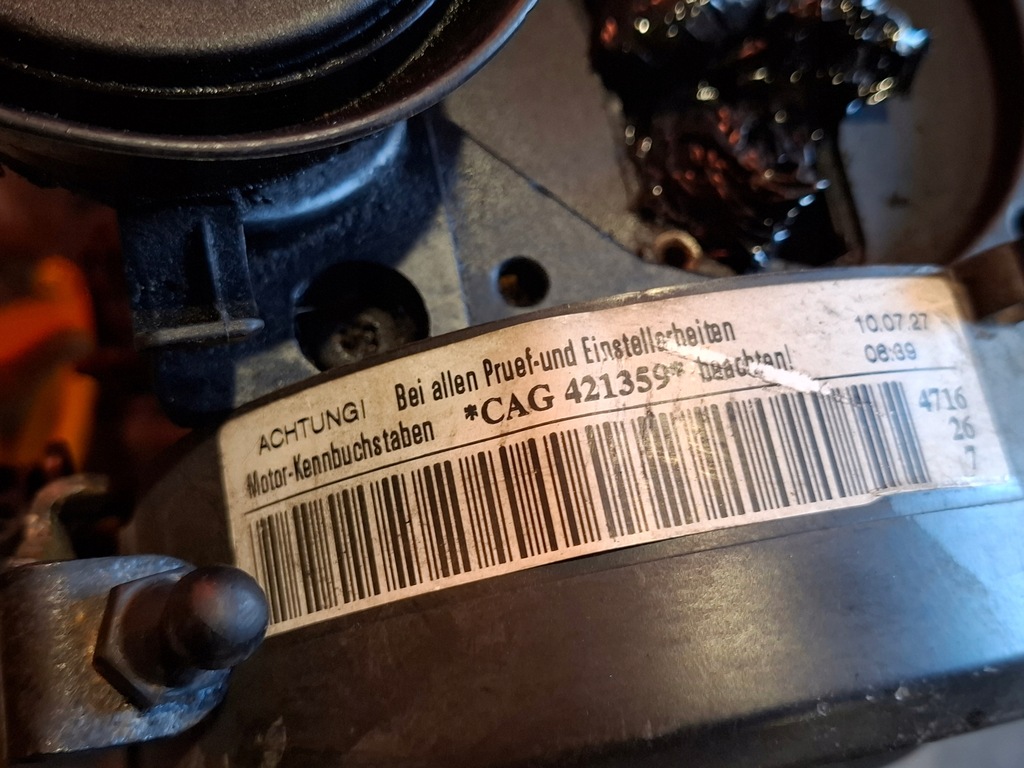 ACHTUNG! Bei allen Pruef-und Einstellarbeiten
Motor-Kennbuchstaben *CAG 421359* beachten!
10.07.27
08:39
4716
26
7